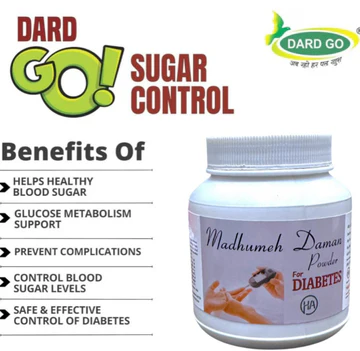 DARD
GO!
SUGAR
CONTROL
DARD GO®
Benefits Of
HELPS HEALTHY
BLOOD SUGAR
GLUCOSE METABOLISM
SUPPORT
PREVENT COMPLICATIONS
CONTROL BLOOD
SUGAR LEVELS
SAFE & EFFECTIVE
CONTROL OF DIABETES
Madhumeh Daman
Powder
For
DIABETES
HA